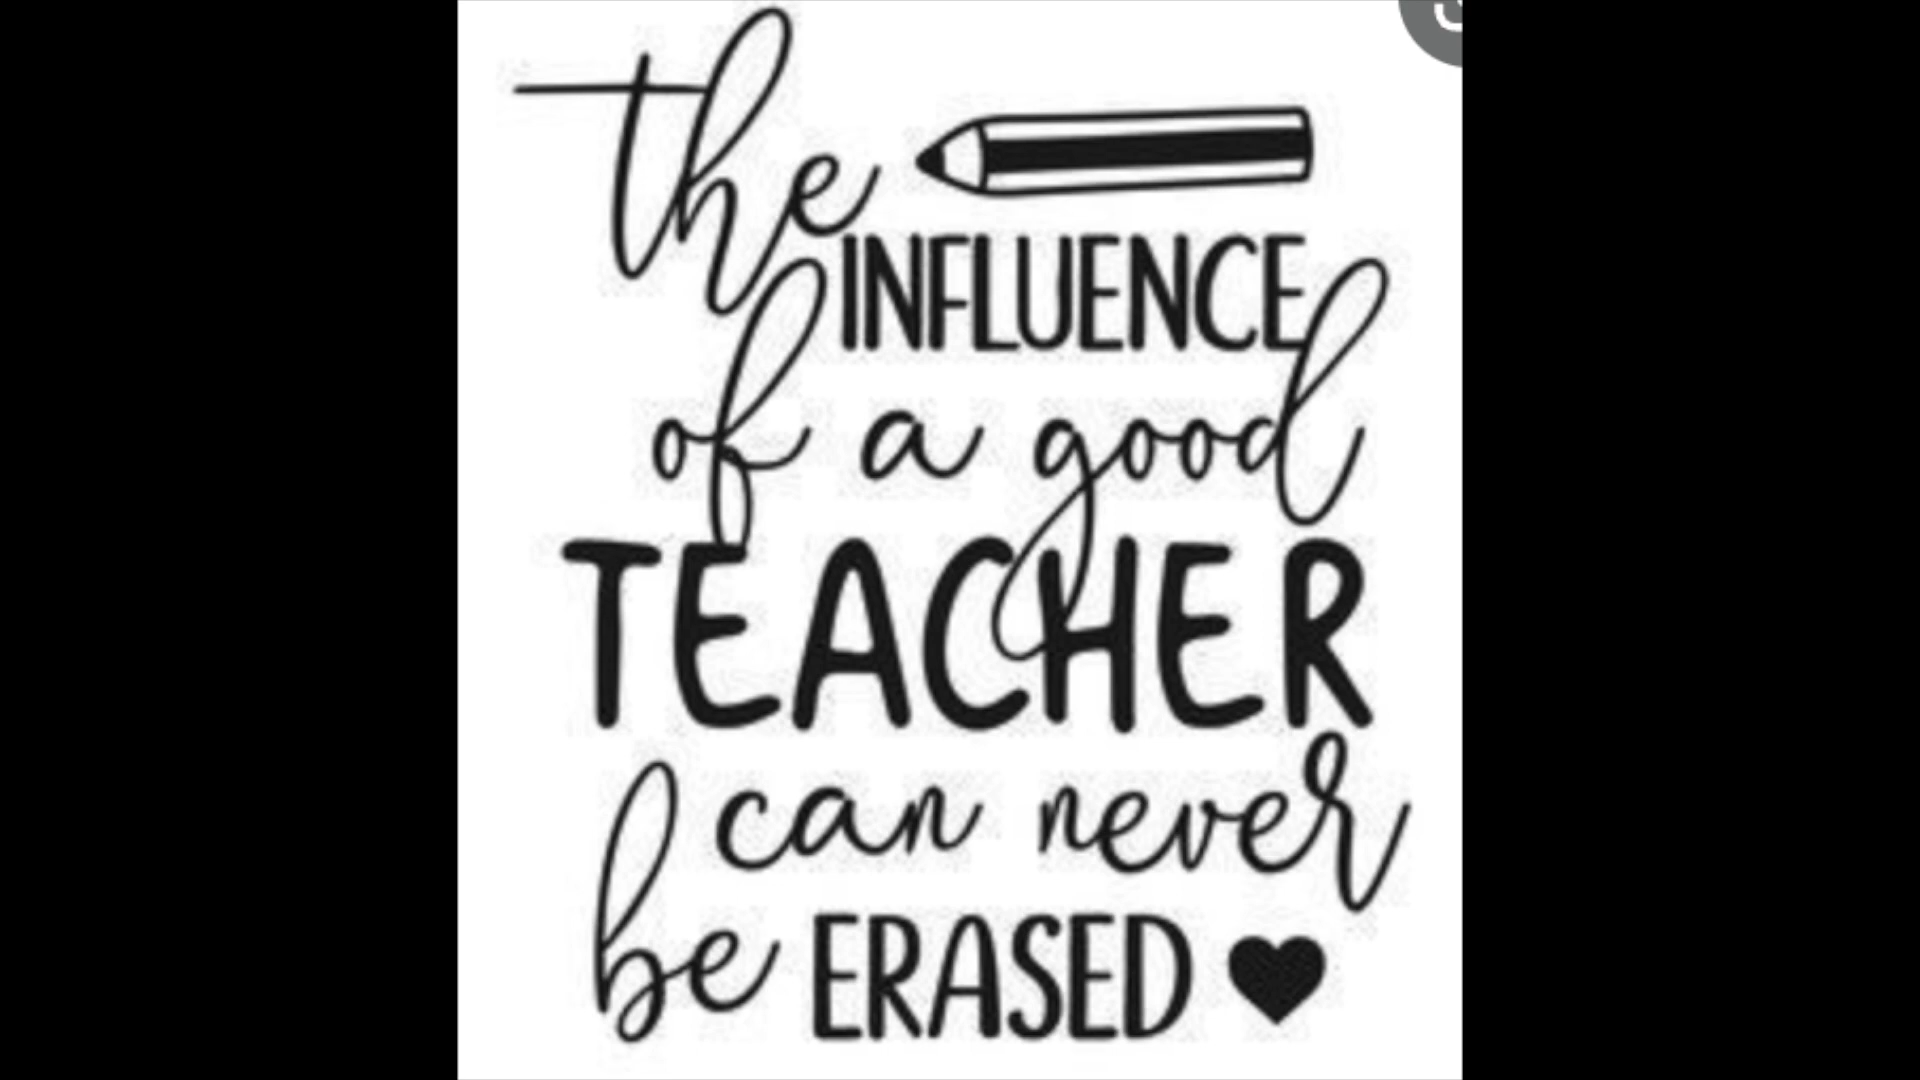 the
INFLUENCE
of a good
TEACHER
can never
be ERASED